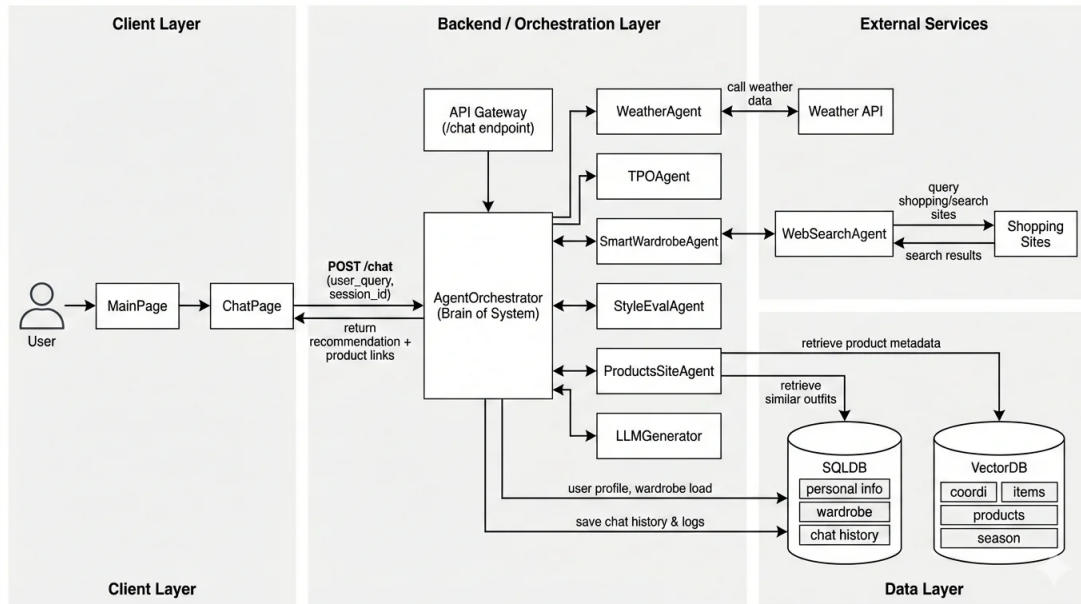 Client Layer
Backend / Orchestration Layer
External Services
API Gateway
(/chat endpoint)
WeatherAgent
call weather
data
Weather API
TPOAgent
SmartWardrobeAgent
WebSearchAgent
query
shopping/search
sites
search results
Shopping
Sites
User
MainPage
ChatPage
POST /chat
(user_query,
session_id)
return
recommendation +
product links
AgentOrchestrator
(Brain of System)
StyleEvalAgent
ProductsSiteAgent
retrieve product metadata
retrieve
similar outfits
LLMGenerator
user profile, wardrobe load
save chat history & logs
SQLDB
personal info
wardrobe
chat history
VectorDB
coordi
items
products
season
Client Layer
Data Layer